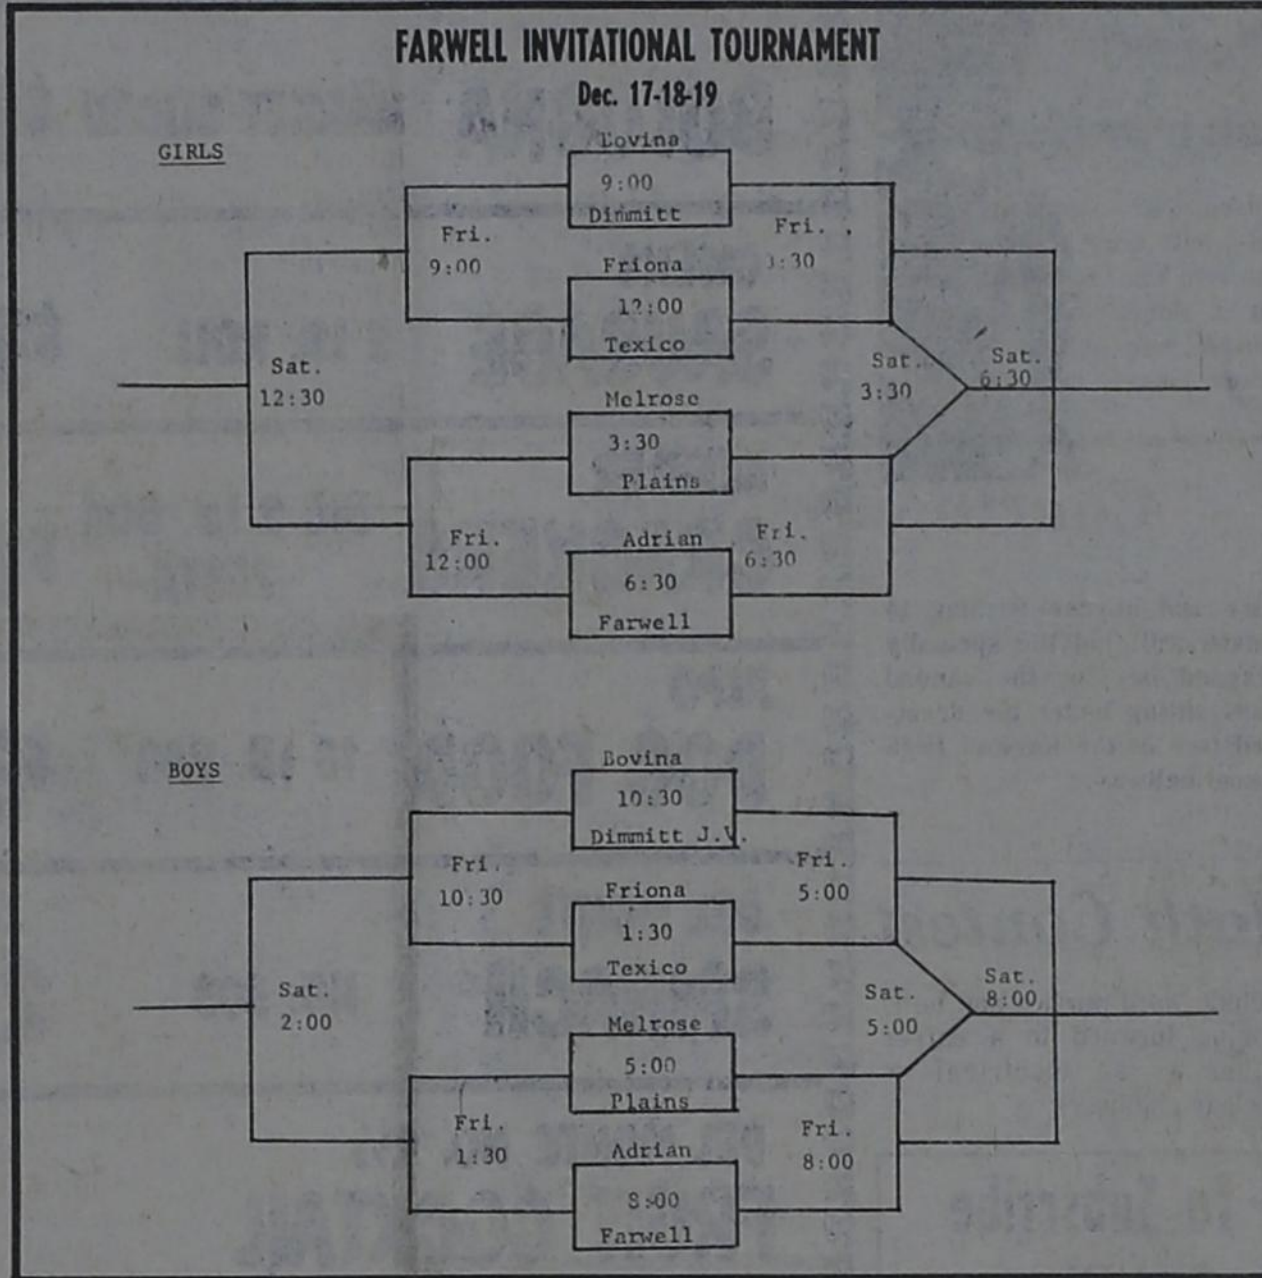 FARWELL INVITATIONAL TOURNAMENT
Dec. 17-18-19
GIRLS
Bovina
9:00
Dimmitt
Fri.
9:00
Fri.
3:30
Friona
12:00
Texico
Sat.
12:30
Sat.
3:30
Sat.
6:30
Melrose
3:30
Plains
Fri.
12:00
Adrian
6:30
Farwell
Fri.
6:30
BOYS
Bovina
10:30
Dimmitt J.V.
Fri.
10:30
Fri.
5:00
Friona
1:30
Texico
Sat.
2:00
Sat.
5:00
Sat.
8:00
Melrose
5:00
Plains
Fri.
1:30
Fri.
8:00
Adrian
8:00
Farwell